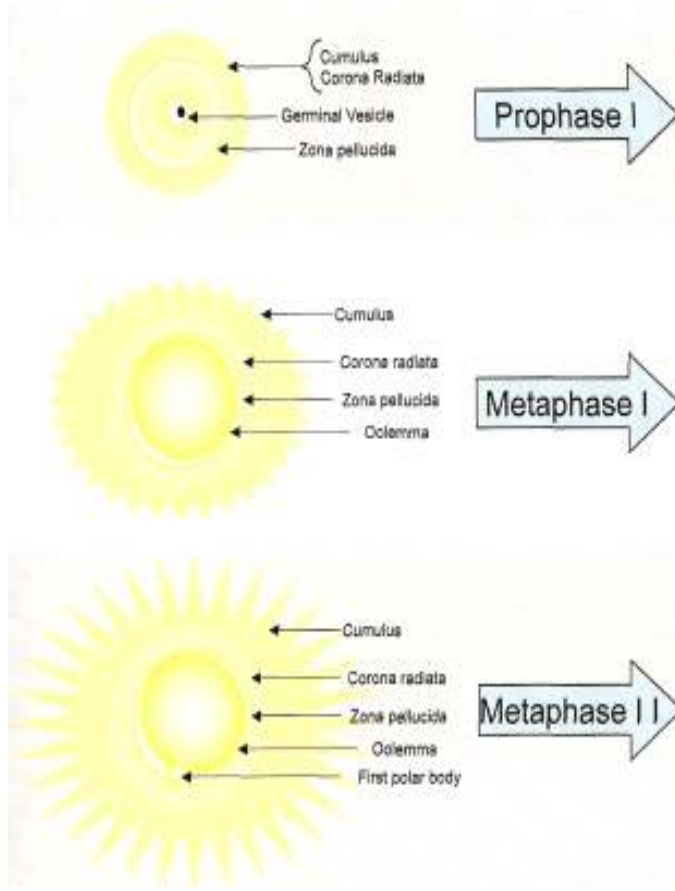 Cumulus
Corona Radiata
Germinal Vesicle
Zona pellucida
Prophase I
Cumulus
Corona radiata
Zona pellucida
Oolemma
Metaphase I
Cumulus
Corona radiata
Zona pellucida
Oolemma
First polar body
Metaphase I I